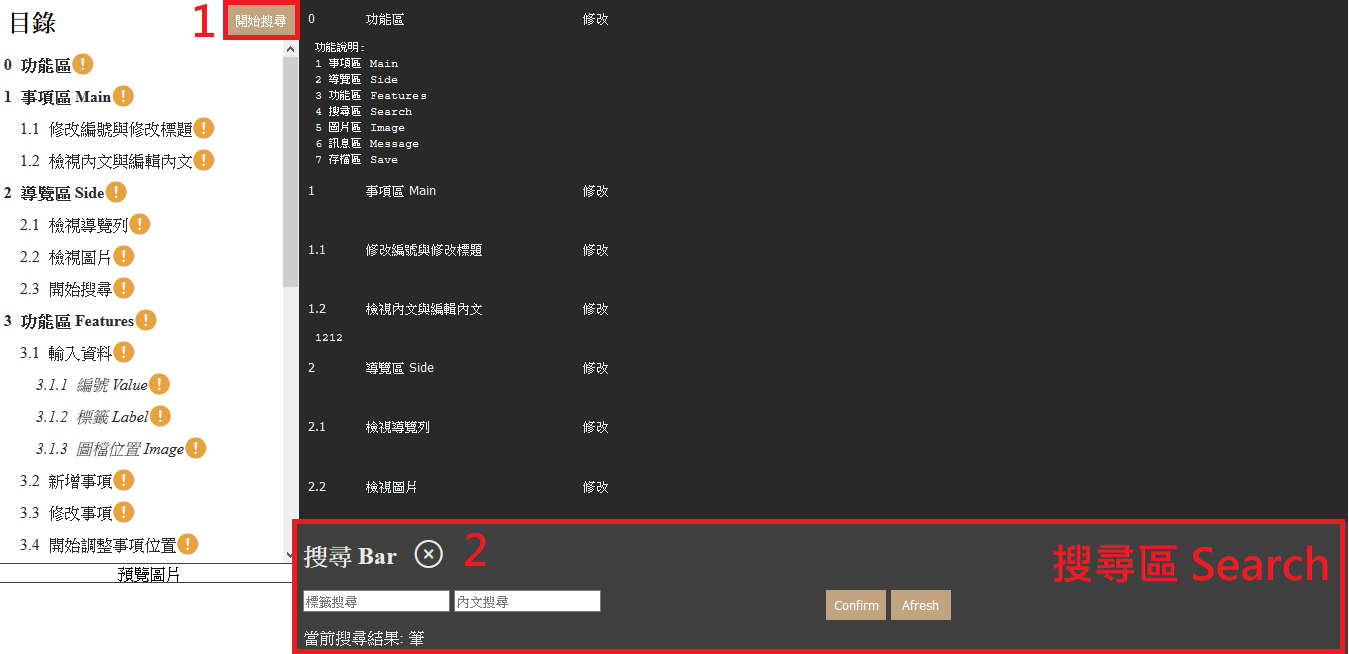 目錄
1
開始搜尋
0 功能區
1 事項區 Main
1.1 修改編號與修改標題
1.2 檢視內文與編輯內文
2 導覽區 Side
2.1 檢視導覽列
2.2 檢視圖片
2.3 開始搜尋
3 功能區 Features
3.1 輸入資料
3.1.1 編號 Value
3.1.2 標籤 Label
3.1.3 圖檔位置 Image
3.2 新增事項
3.3 修改事項
3.4 開始調整事項位置
預覽圖片
0 功能區 修改
功能說明:
1 事項區 Main
2 導覽區 Side
3 功能區 Features
4 搜尋區 Search
5 圖片區 Image
6 訊息區 Message
7 存檔區 Save
1 事項區 Main 修改
1.1 修改編號與修改標題 修改
1.2 檢視內文與編輯內文 修改
1212
2 導覽區 Side 修改
2.1 檢視導覽列 修改
2.2 檢視圖片 修改
搜尋 Bar
2
搜尋區 Search
標籤搜尋 內文搜尋 Confirm Afresh
當前搜尋結果: 筆